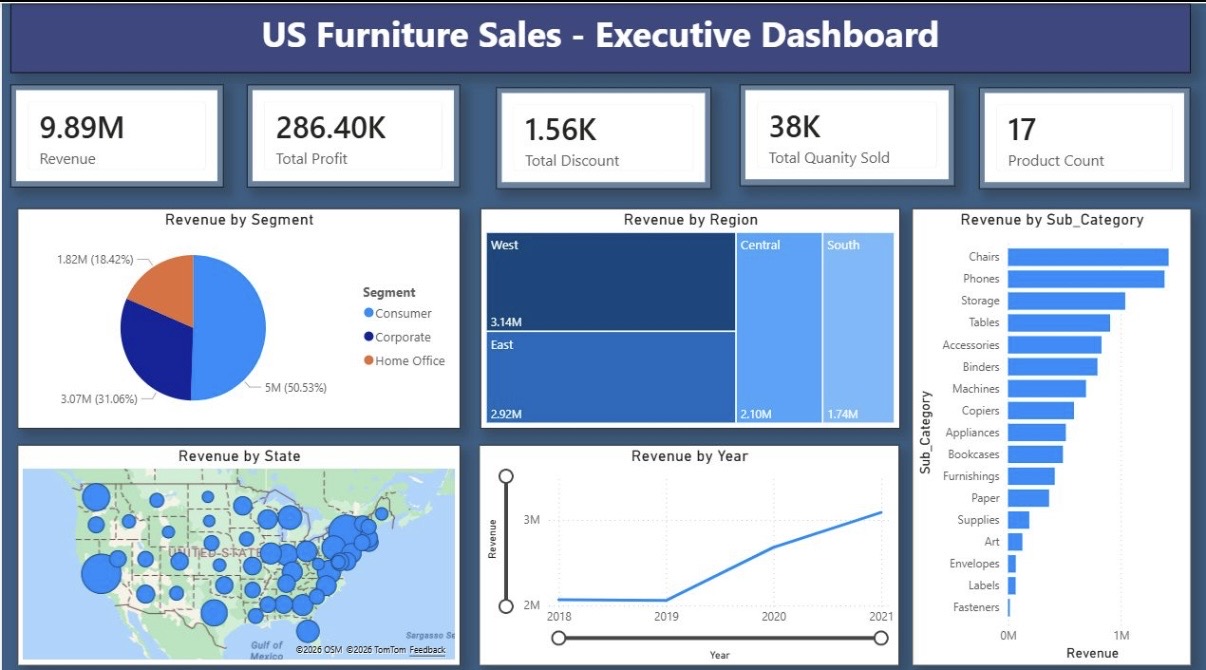 US Furniture Sales - Executive Dashboard
9.89M
Revenue
286.40K
Total Profit
1.56K
Total Discount
38K
Total Quanity Sold
17
Product Count
Revenue by Segment
1.82M (18.42%)
3.07M (31.06%)
5M (50.53%)
Segment
Consumer
Corporate
Home Office
Revenue by Region
West
3.14M
East
2.92M
Central
2.10M
South
1.74M
Revenue by Sub_Category
Sub_Category
Chairs
Phones
Storage
Tables
Accessories
Binders
Machines
Copiers
Appliances
Bookcases
Furnishings
Paper
Supplies
Art
Envelopes
Labels
Fasteners
0M 1M
Revenue
Revenue by State
UNITED STATE
Gulf of
Mexico
Sargasso Se
©2026 OSM ©2026 TomTom Feedback
Revenue by Year
Revenue
3M
2M
2018 2019 2020 2021
Year